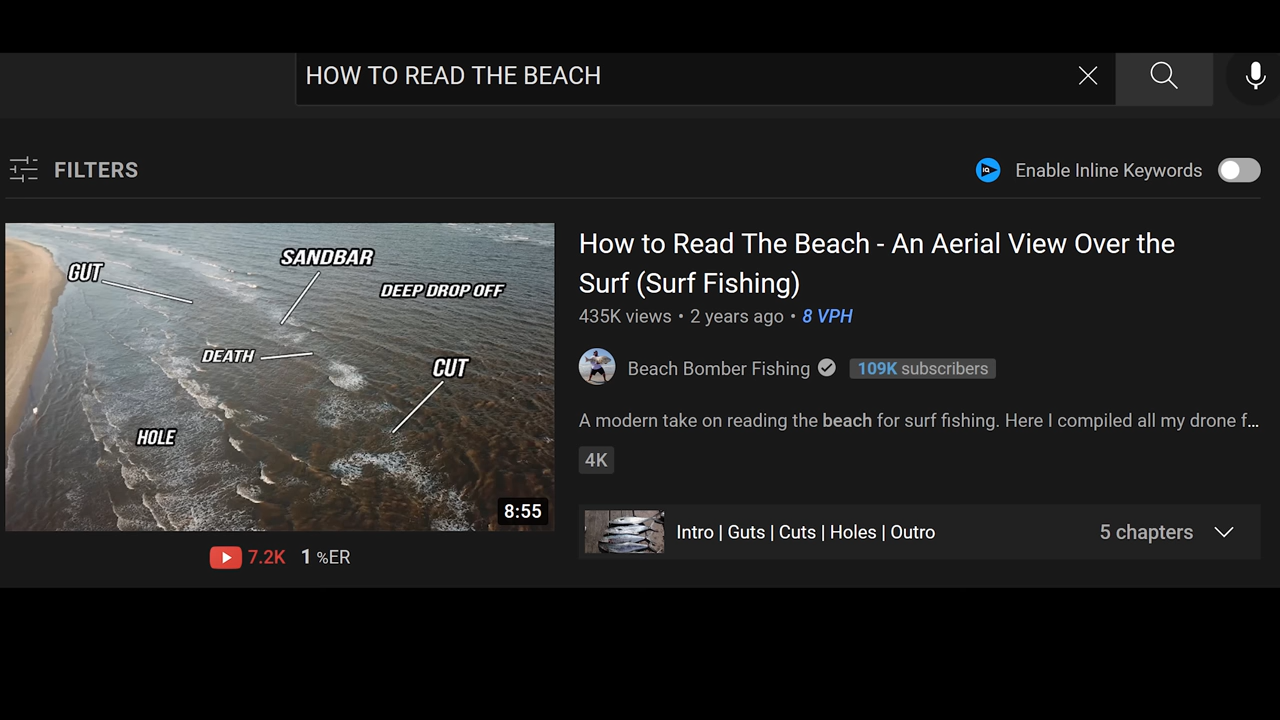 HOW TO READ THE BEACH
FILTERS
iQ
Enable Inline Keywords
GUT
SANDBAR
DEEP DROP OFF
DEATH
CUT
HOLE
8:55
7.2K 1 %ER
How to Read The Beach - An Aerial View Over the
Surf (Surf Fishing)
435K views • 2 years ago • 8 VPH
Beach Bomber Fishing 109K subscribers
A modern take on reading the beach for surf fishing. Here I compiled all my drone f...
4K
Intro | Guts | Cuts | Holes | Outro 5 chapters